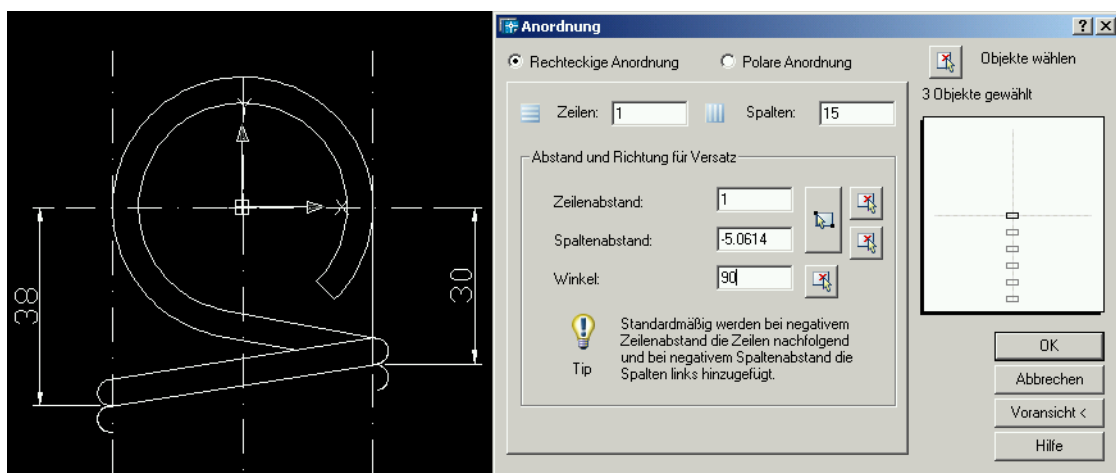 Y
X
38
30
Anordnung
Rechteckige Anordnung
Polare Anordnung
Objekte wählen
3 Objekte gewählt
Zeilen: 1
Spalten: 15
Abstand und Richtung für Versatz
Zeilenabstand: 1
Spaltenabstand: -5.0614
Winkel: 90
Tip
Standardmäßig werden bei negativem
Zeilenabstand die Zeilen nachfolgend
und bei negativem Spaltenabstand die
Spalten links hinzugefügt.
OK
Abbrechen
Voransicht <
Hilfe